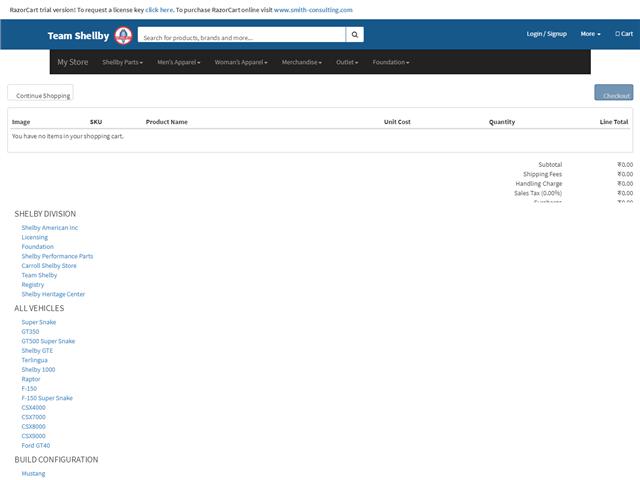 RazorCart trial version! To request a license key click here. To purchase RazorCart online visit www.smith-consulting.com
Team Shellby
Search for products, brands and more...
Login / Signup
More
Cart
My Store
Shellby Parts
Men's Apparel
Woman's Apparel
Merchandise
Outlet
Foundation
Continue Shopping
Checkout
Image SKU Product Name Unit Cost Quantity Line Total
You have no items in your shopping cart.
Subtotal ₹0.00
Shipping Fees ₹0.00
Handling Charge ₹0.00
Sales Tax (0.00%) ₹0.00
SHELBY DIVISION
Shelby American Inc
Licensing
Foundation
Shelby Performance Parts
Carroll Shelby Store
Team Shelby
Registry
Shelby Heritage Center
ALL VEHICLES
Super Snake
GT350
GT500 Super Snake
Shelby GTE
Terlingua
Shelby 1000
Raptor
F-150
F-150 Super Snake
CSX4000
CSX7000
CSX8000
CSX9000
Ford GT40
BUILD CONFIGURATION
Mustang